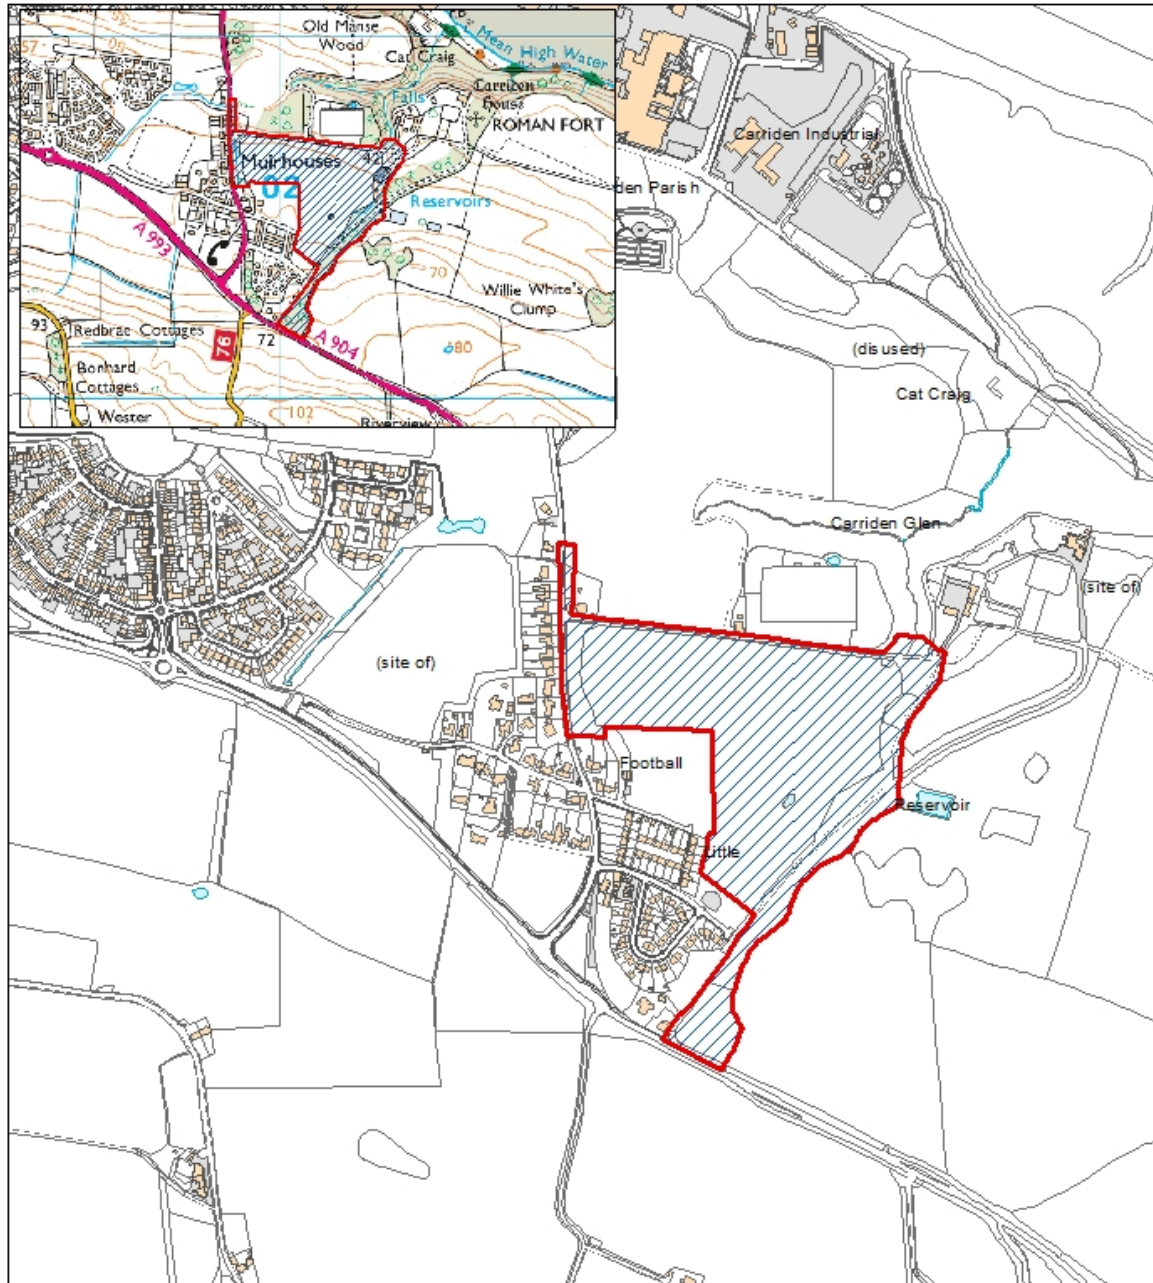 Old Manse
Wood
Cat Craig
Mean High Water
57
Falls
Carriden
House
ROMAN FORT
Muirhouses
42
02
Reservoirs
A 993
70
Willie White's
Clump
93
Redbrae Cottages
76
72
A 904
80
Bonhard
Cottages
Wester
102
Riverview
Carriden Industrial
den Parish
(disused)
Cat Craig
Carriden Glen
(site of)
(site of)
Football
Reservoir
Little